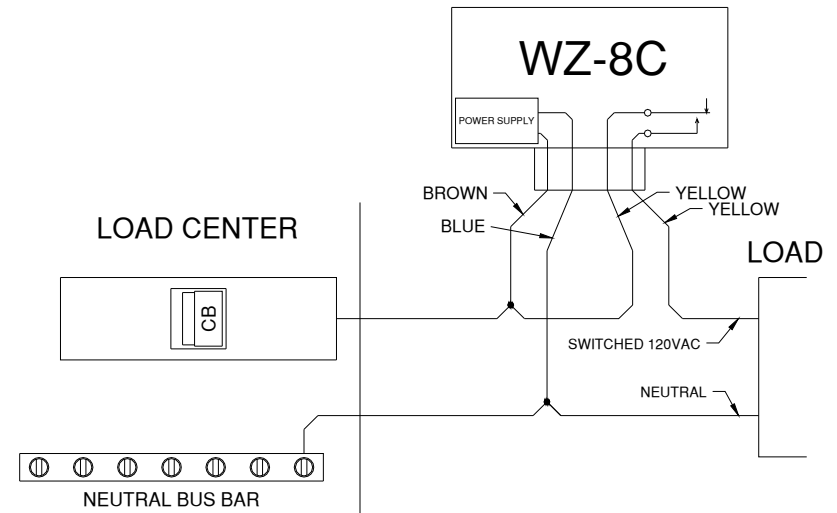 WZ-8C
POWER SUPPLY
BROWN
YELLOW
YELLOW
BLUE
LOAD CENTER
LOAD
CB
SWITCHED 120VAC
NEUTRAL
NEUTRAL BUS BAR